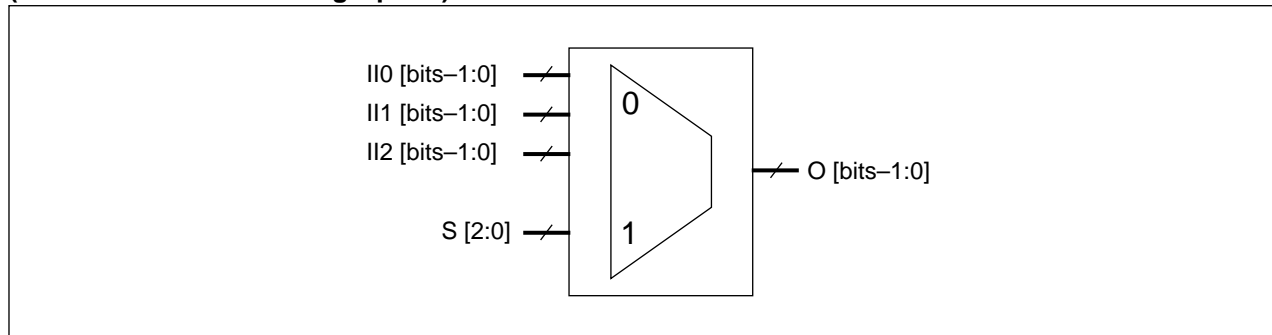 II0 [bits–1:0]
0
II1 [bits–1:0]
II2 [bits–1:0]
O [bits–1:0]
S [2:0]
1